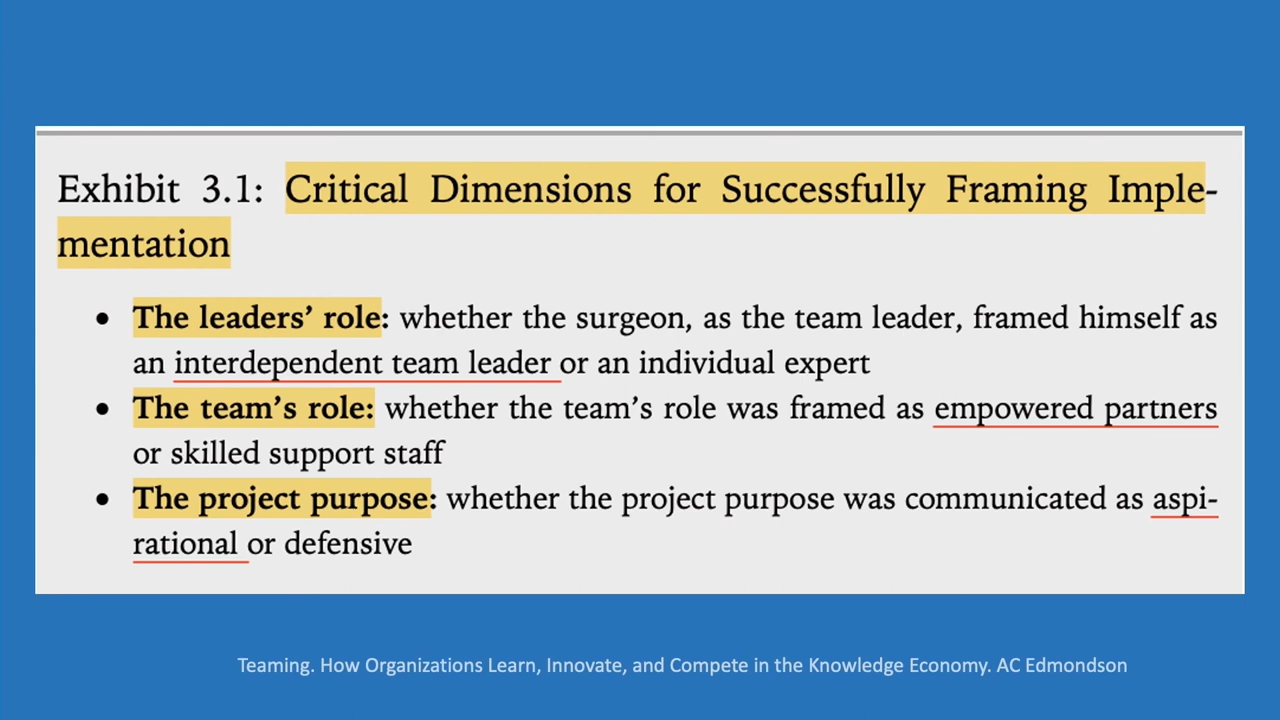 Exhibit 3.1: Critical Dimensions for Successfully Framing Imple-
mentation
• The leaders’ role: whether the surgeon, as the team leader, framed himself as
an interdependent team leader or an individual expert
• The team’s role: whether the team’s role was framed as empowered partners
or skilled support staff
• The project purpose: whether the project purpose was communicated as aspi-
rational or defensive
Teaming. How Organizations Learn, Innovate, and Compete in the Knowledge Economy. AC Edmondson